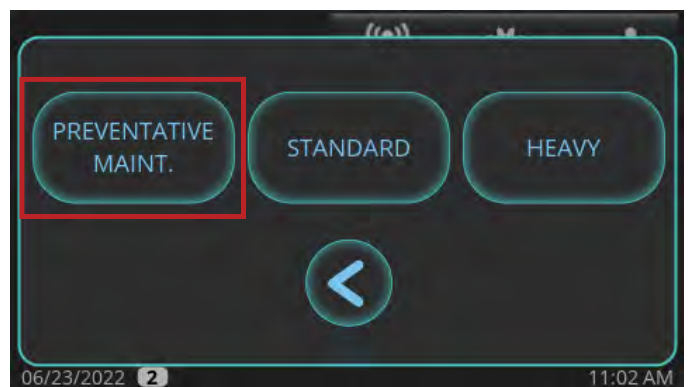 PREVENTATIVE
MAINT.
STANDARD
HEAVY
06/23/2022 2
11:02 AM